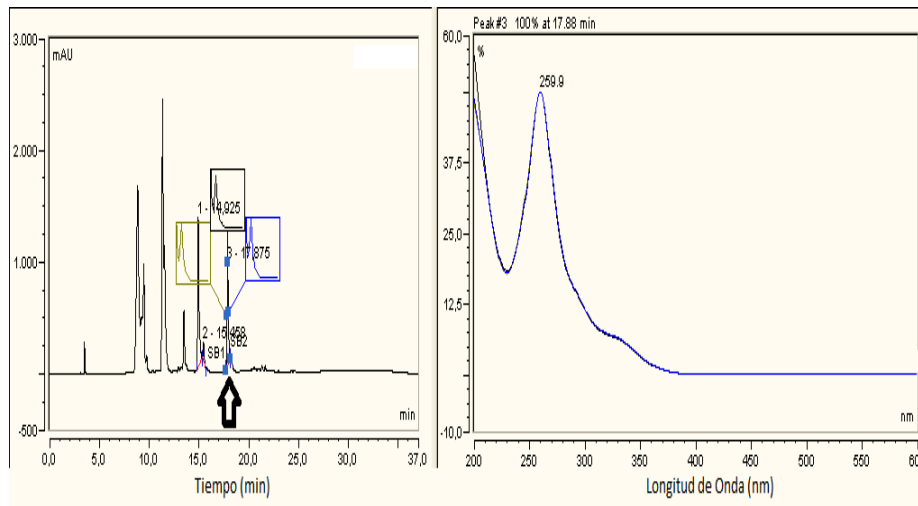 3.000
mAU
2.000
1.000
-500
1 - 14,925
3 - 17,875
2 - 15,458
SB1
SB2
min
0,0 5,0 10,0 15,0 20,0 30,0 37,0
Tiempo (min)
Peak #3 100% at 17.88 min
60,0
%
37,5
25,0
12,5
-10,0
259.9
nm
200 250 300 350 400 450 500 550 600
Longitud de Onda (nm)